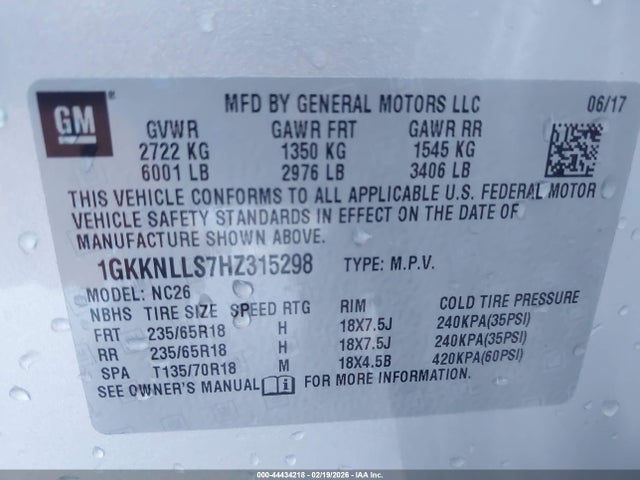 GM ®
MFD BY GENERAL MOTORS LLC 06/17
GVWR GAWR FRT GAWR RR
2722 KG 1350 KG 1545 KG
6001 LB 2976 LB 3406 LB
THIS VEHICLE CONFORMS TO ALL APPLICABLE U.S. FEDERAL MOTOR
VEHICLE SAFETY STANDARDS IN EFFECT ON THE DATE OF
MANUFACTURE SHOWN ABOVE.
1GKKNLLS7HZ315298 TYPE: M.P.V.
MODEL: NC26
NBHS TIRE SIZE SPEED RTG RIM COLD TIRE PRESSURE
FRT 235/65R18 H 18X7.5J 240KPA(35PSI)
RR 235/65R18 H 18X7.5J 240KPA(35PSI)
SPA T135/70R18 M 18X4.5B 420KPA(60PSI)
SEE OWNER'S MANUAL FOR MORE INFORMATION.
000-44434218 - 02/19/2026 - IAAI.com